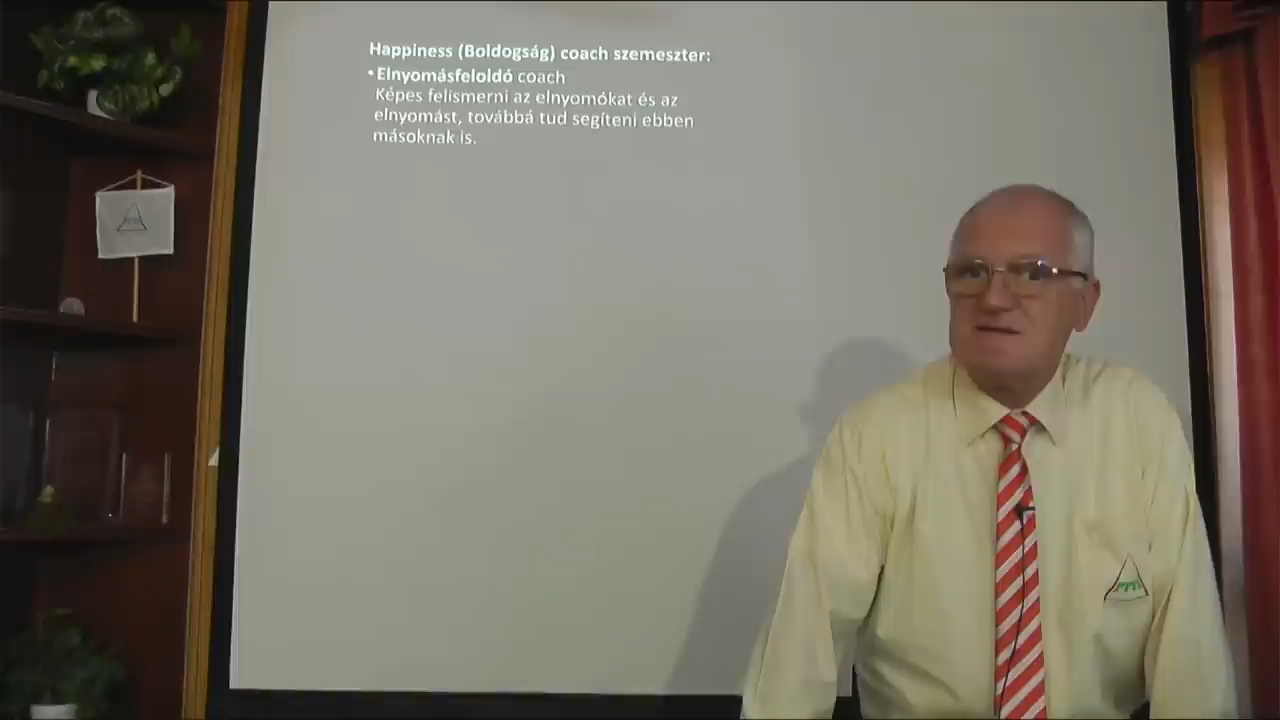 Happiness (Boldogság) coach szemeszter:
• Elnyomásfeloldó coach
Képes felismerni az elnyomókat és az
elnyomást, továbbá tud segíteni ebben
másoknak is.